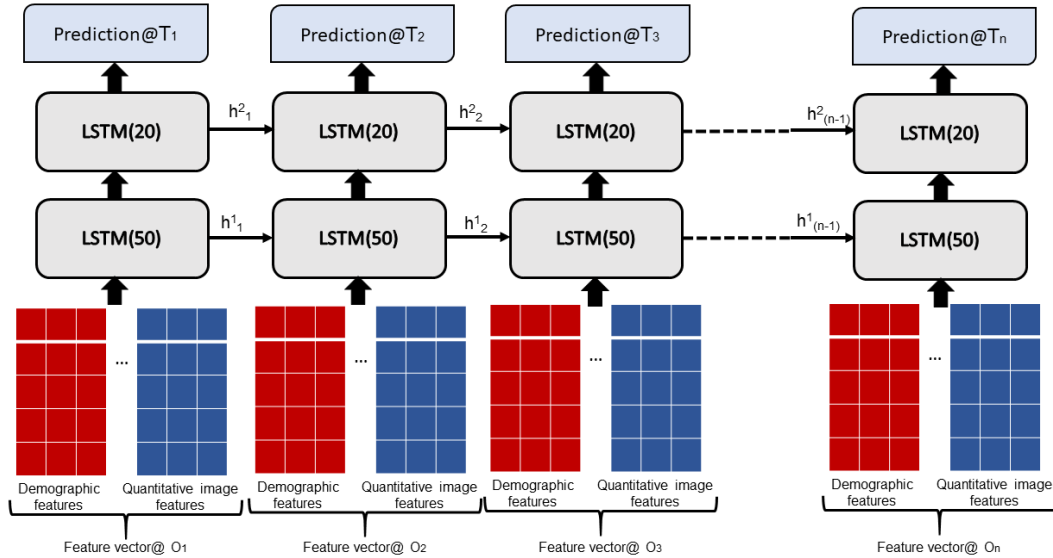 Prediction@T1
Prediction@T2
Prediction@T3
Prediction@Tn
LSTM(20)
h²1
LSTM(20)
h²2
LSTM(20)
h²(n-1)
LSTM(20)
LSTM(50)
h¹1
LSTM(50)
h¹2
LSTM(50)
h¹(n-1)
LSTM(50)
...
...
...
...
Demographic
features
Quantitative image
features
Demographic
features
Quantitative image
features
Demographic
features
Quantitative image
features
Demographic
features
Quantitative image
features
Feature vector@ O1
Feature vector@ O2
Feature vector@ O3
Feature vector@ On